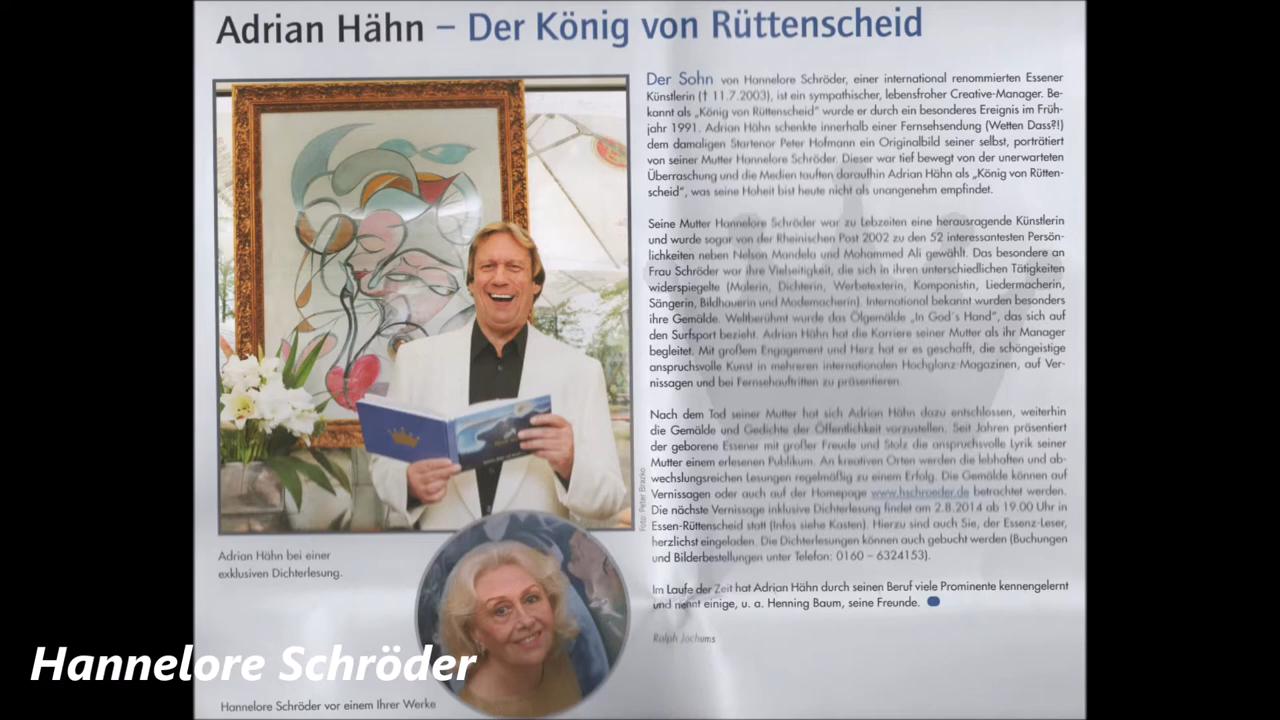 Adrian Hähn – Der König von Rüttenscheid
Der Sohn von Hannelore Schröder, einer international renommierten Essener
Künstlerin († 11.7.2003), ist ein sympathischer, lebensfroher Creative-Manager. Be-
kannt als „König von Rüttenscheid“ wurde er durch ein besonderes Ereignis im Früh-
jahr 1991. Adrian Hähn schenkte innerhalb einer Fernsehsendung (Wetten Dass?!)
dem damaligen Startenor Peter Hofmann ein Originalbild seiner selbst, porträtiert
von seiner Mutter Hannelore Schröder. Dieser war tief bewegt von der unerwarteten
Überraschung und die Medien tauften daraufhin Adrian Hähn als „König von Rütten-
scheid“, was seine Hoheit bist heute nicht als unangenehm empfindet.
Seine Mutter Hannelore Schröder war zu Lebzeiten eine herausragende Künstlerin
und wurde sogar von der Rheinischen Post 2002 zu den 52 interessantesten Persön-
lichkeiten neben Nelson Mandela und Mohammed Ali gewählt. Das besondere an
Frau Schröder war ihre Vielseitigkeit, die sich in ihren unterschiedlichen Tätigkeiten
widerspiegelte (Malerin, Dichterin, Werbetexterin, Komponistin, Liedermacherin,
Sängerin, Bildhauerin und Modemacherin). International bekannt wurden besonders
ihre Gemälde. Weltberühmt wurde das Ölgemälde „In God´s Hand“, das sich auf
den Surfsport bezieht. Adrian Hähn hat die Karriere seiner Mutter als ihr Manager
begleitet. Mit großem Engagement und Herz hat er es geschafft, die schöngeistige
anspruchsvolle Kunst in mehreren internationalen Hochglanz-Magazinen, auf Ver-
nissagen und bei Fernsehauftritten zu präsentieren.
Nach dem Tod seiner Mutter hat sich Adrian Hähn dazu entschlossen, weiterhin
die Gemälde und Gedichte der Öffentlichkeit vorzustellen. Seit Jahren präsentiert
der geborene Essener mit großer Freude und Stolz die anspruchsvolle Lyrik seiner
Mutter einem erlesenen Publikum. An kreativen Orten werden die lebhaften und ab-
wechslungsreichen Lesungen regelmäßig zu einem Erfolg. Die Gemälde können auf
Vernissagen oder auch auf der Homepage www.hschroeder.de betrachtet werden.
Die nächste Vernissage inklusive Dichterlesung findet am 2.8.2014 ab 19.00 Uhr in
Essen-Rüttenscheid statt (Infos siehe Kasten). Hierzu sind auch Sie, der Essenz-Leser,
herzlichst eingeladen. Die Dichterlesungen können auch gebucht werden (Buchungen
und Bilderbestellungen unter Telefon: 0160 – 6324153).
Im Laufe der Zeit hat Adrian Hähn durch seinen Beruf viele Prominente kennengelernt
und nennt einige, u. a. Henning Baum, seine Freunde.
Ralph Jochums
Foto: Peter Brazko
Adrian Hähn bei einer
exklusiven Dichterlesung.
Hannelore Schröder
Hannelore Schröder vor einem Ihrer Werke